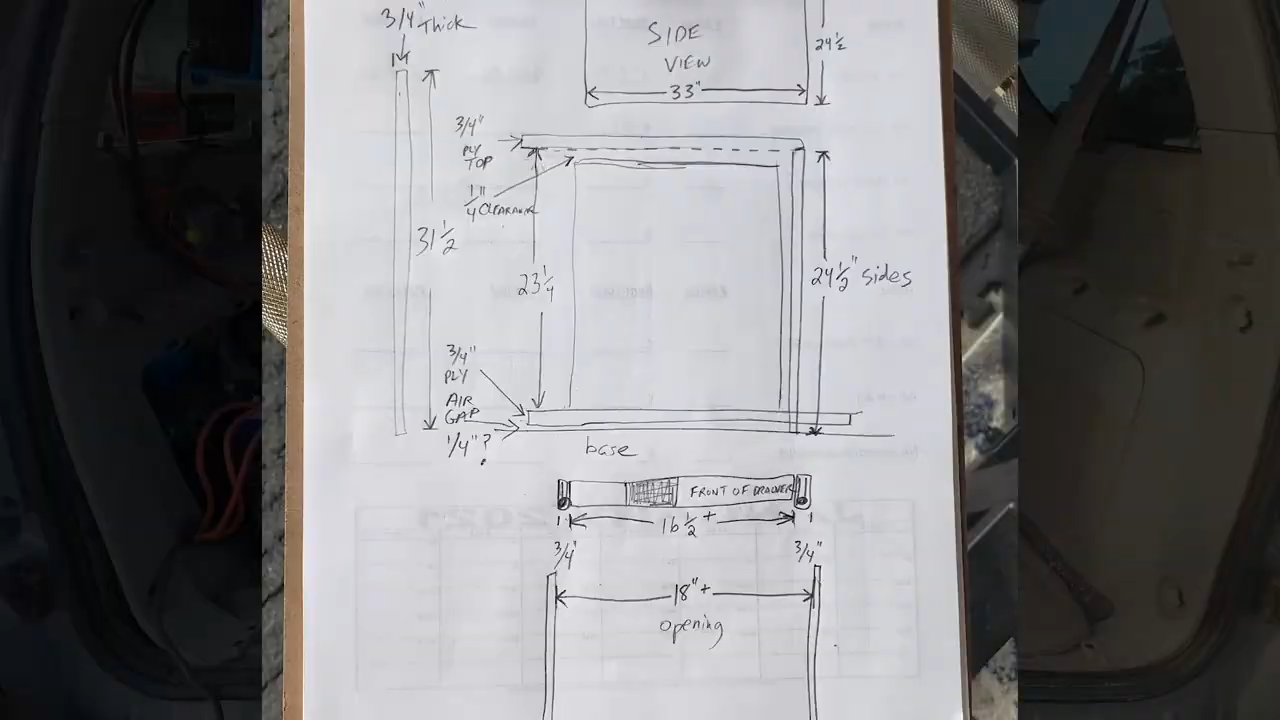 3/4" Thick
SIDE
VIEW
24 1/2
33"
3/4"
PLY
TOP
1/4" CLEARANCE
31 1/2
23 1/4
24 1/2" sides
3/4"
PLY
AIR
GAP
1/4"?
base
FRONT OF DRAWER
16 1/2 +
3/4" 3/4"
18" +
opening